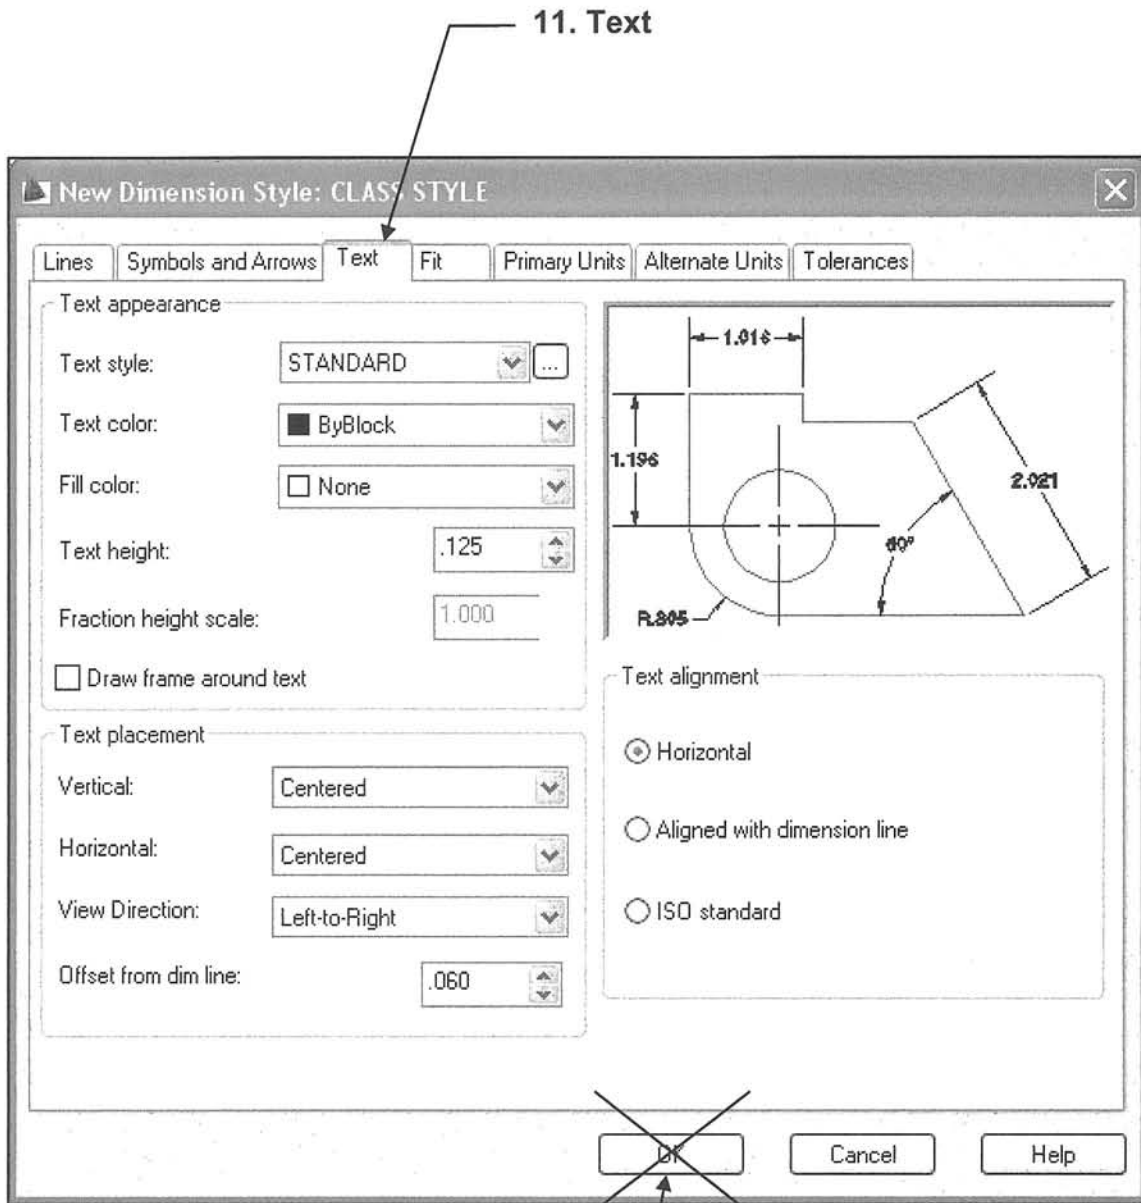 11. Text
New Dimension Style: CLASS STYLE
Lines
Symbols and Arrows
Text
Fit
Primary Units
Alternate Units
Tolerances
Text appearance
Text style:
STANDARD
...
Text color:
ByBlock
Fill color:
None
Text height:
.125
Fraction height scale:
1.000
Draw frame around text
Text placement
Vertical:
Centered
Horizontal:
Centered
View Direction:
Left-to-Right
Offset from dim line:
.060
1.016
1.196
2.021
60°
R.805
Text alignment
Horizontal
Aligned with dimension line
ISO standard
Cancel
Help